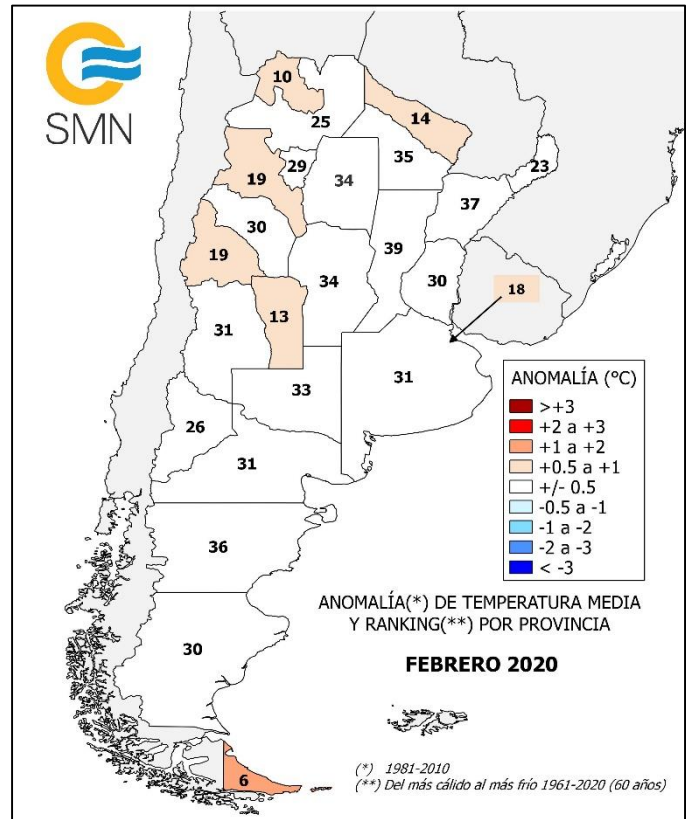 SMN
10
25
14
35
29
19
34
23
37
30
39
19
34
30
18
13
31
33
31
26
31
36
30
6
ANOMALÍA (°C)
>+3
+2 a +3
+1 a +2
+0.5 a +1
+/- 0.5
-0.5 a -1
-1 a -2
-2 a -3
< -3
ANOMALÍA(*) DE TEMPERATURA MEDIA
Y RANKING(**) POR PROVINCIA
FEBRERO 2020
(*) 1981-2010
(**) Del más cálido al más frío 1961-2020 (60 años)